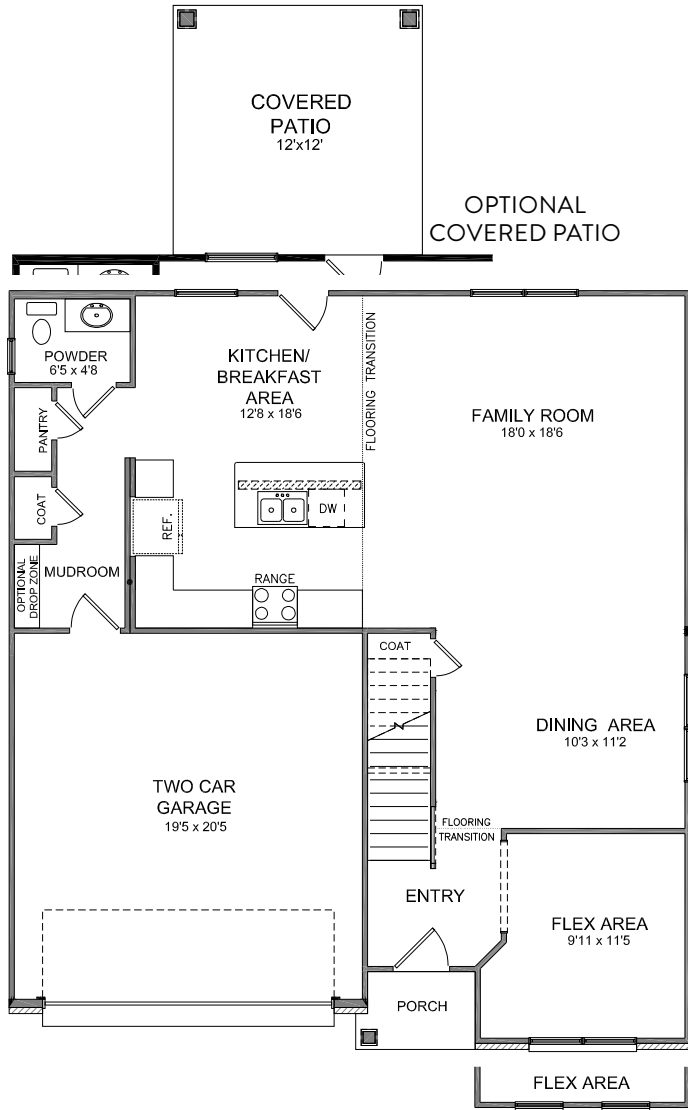 COVERED
PATIO
12'x12'
OPTIONAL
COVERED PATIO
POWDER
6'5 x 4'8
KITCHEN/
BREAKFAST
AREA
12'8 x 18'6
FLOORING TRANSITION
FAMILY ROOM
18'0 x 18'6
PANTRY
COAT
REF.
DW
OPTIONAL
DROP ZONE
MUDROOM
RANGE
COAT
DINING AREA
10'3 x 11'2
TWO CAR
GARAGE
19'5 x 20'5
FLOORING
TRANSITION
ENTRY
FLEX AREA
9'11 x 11'5
PORCH
FLEX AREA